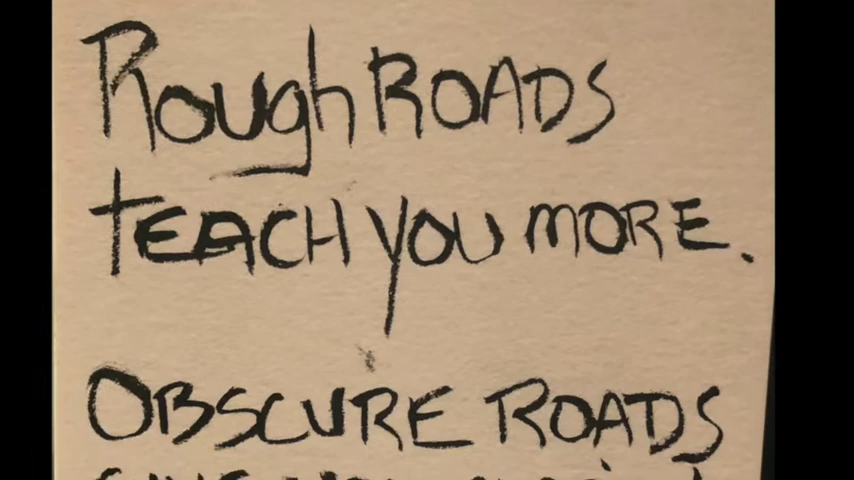 Rough ROADS
tEACH YOU MORE.
OBSCURE ROADS